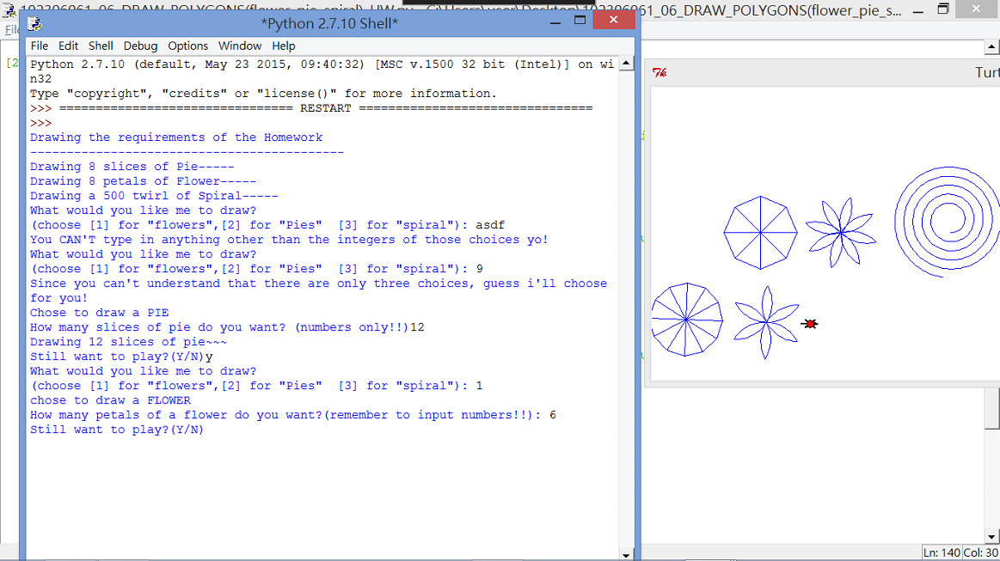 102306061_06_DRAW_POLYGONS(flower_pie_spiral)_HW.py - C:\Users\user\Desktop\102306061_06_DRAW_POLYGONS(flower_pie_s...
*Python 2.7.10 Shell*
File Edit Shell Debug Options Window Help
Python 2.7.10 (default, May 23 2015, 09:40:32) [MSC v.1500 32 bit (Intel)] on wi
n32
Type "copyright", "credits" or "license()" for more information.
>>> ================================ RESTART ================================
>>>
Drawing the requirements of the Homework
-------------------------------------------
Drawing 8 slices of Pie-----
Drawing 8 petals of Flower-----
Drawing a 500 twirl of Spiral-----
What would you like me to draw?
(choose [1] for "flowers",[2] for "Pies"  [3] for "spiral"): asdf
You CAN'T type in anything other than the integers of those choices yo!
What would you like me to draw?
(choose [1] for "flowers",[2] for "Pies"  [3] for "spiral"): 9
Since you can't understand that there are only three choices, guess i'll choose
for you!
Chose to draw a PIE
How many slices of pie do you want? (numbers only!!)12
Drawing 12 slices of pie~~~
Still want to play?(Y/N)y
What would you like me to draw?
(choose [1] for "flowers",[2] for "Pies"  [3] for "spiral"): 1
chose to draw a FLOWER
How many petals of a flower do you want?(remember to input numbers!!): 6
Still want to play?(Y/N)
Turt
Ln: 140 Col: 30